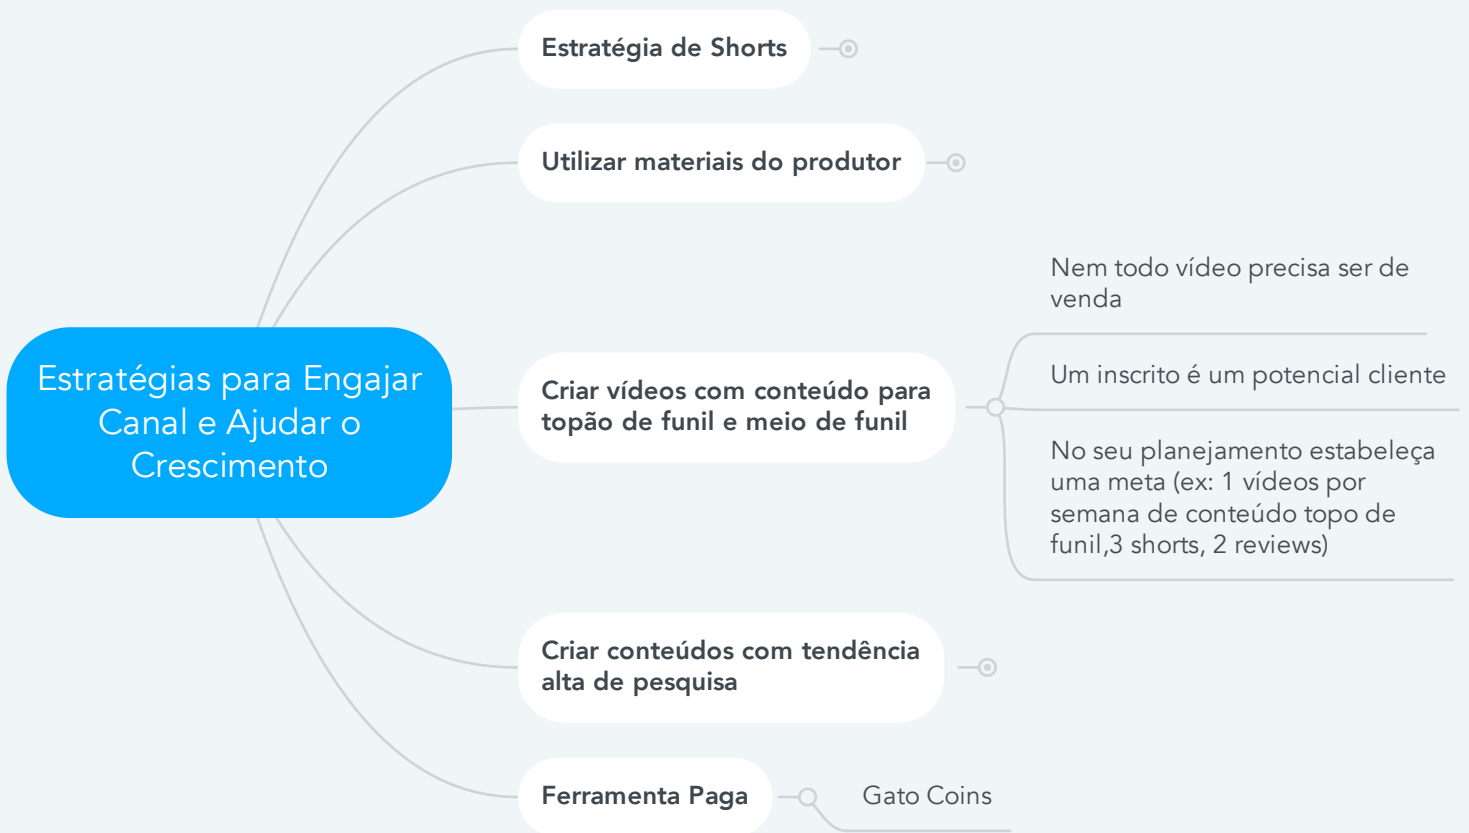 Estratégias para Engajar
Canal e Ajudar o
Crescimento
Estratégia de Shorts
Utilizar materiais do produtor
Criar vídeos com conteúdo para
topão de funil e meio de funil
Nem todo vídeo precisa ser de
venda
Um inscrito é um potencial cliente
No seu planejamento estabeleça
uma meta (ex: 1 vídeos por
semana de conteúdo topo de
funil,3 shorts, 2 reviews)
Criar conteúdos com tendência
alta de pesquisa
Ferramenta Paga
Gato Coins